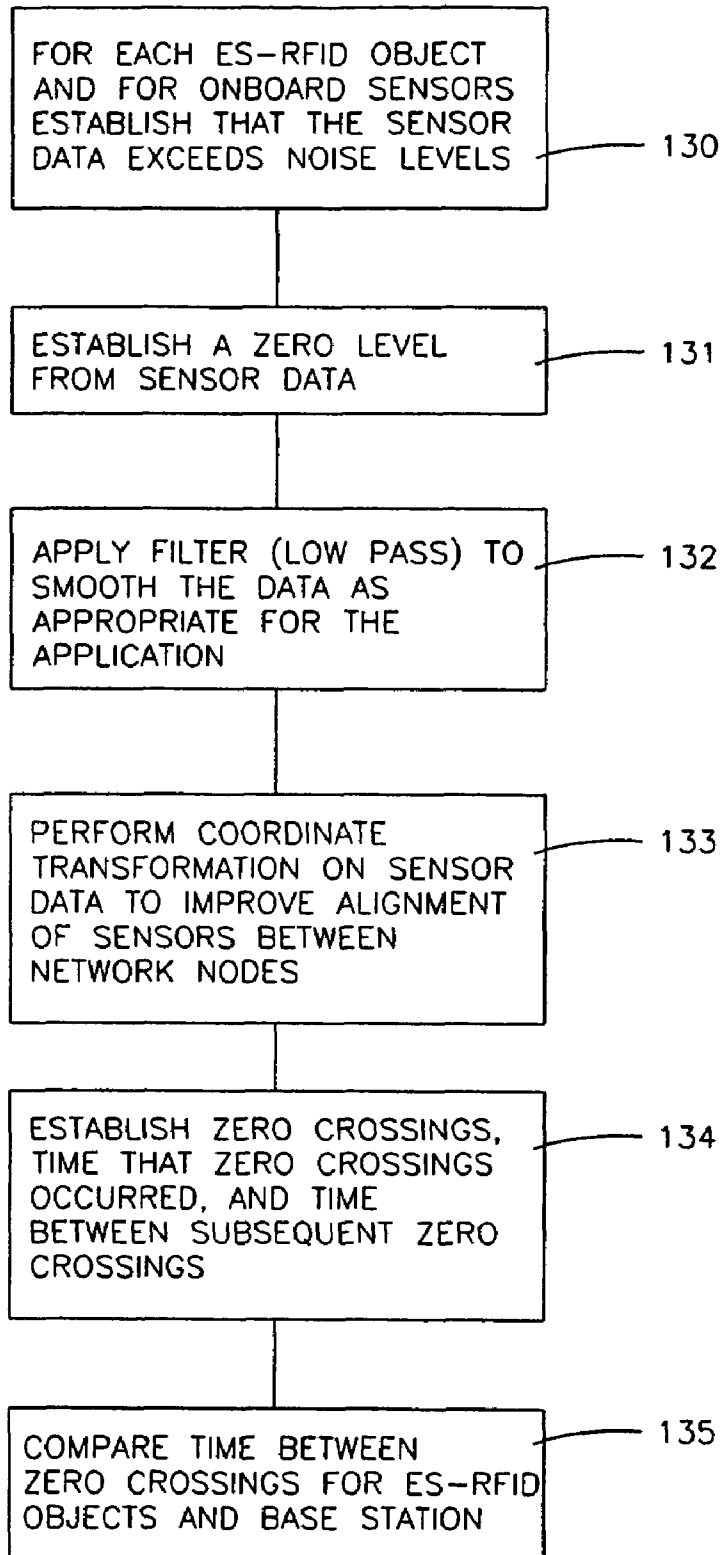 FOR EACH ES-RFID OBJECT
AND FOR ONBOARD SENSORS
ESTABLISH THAT THE SENSOR
DATA EXCEEDS NOISE LEVELS
130
ESTABLISH A ZERO LEVEL
FROM SENSOR DATA
131
APPLY FILTER (LOW PASS) TO
SMOOTH THE DATA AS
APPROPRIATE FOR THE
APPLICATION
132
PERFORM COORDINATE
TRANSFORMATION ON SENSOR
DATA TO IMPROVE ALIGNMENT
OF SENSORS BETWEEN
NETWORK NODES
133
ESTABLISH ZERO CROSSINGS,
TIME THAT ZERO CROSSINGS
OCCURRED, AND TIME
BETWEEN SUBSEQUENT ZERO
CROSSINGS
134
COMPARE TIME BETWEEN
ZERO CROSSINGS FOR ES-RFID
OBJECTS AND BASE STATION
135